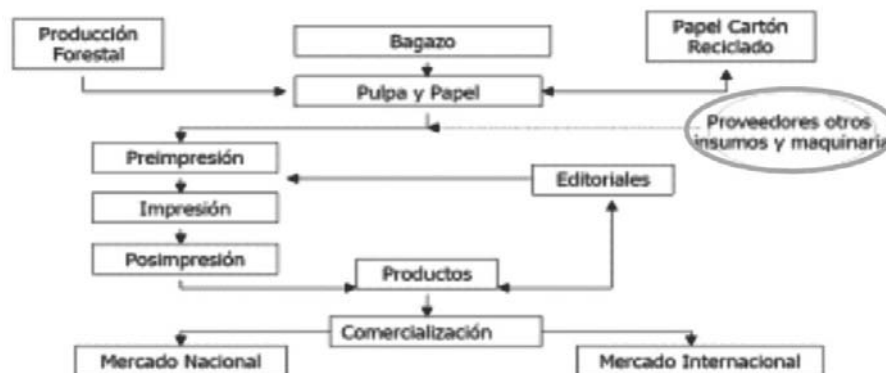 Producción
Forestal
Bagazo
Papel Cartón
Reciclado
Pulpa y Papel
Proveedores otros
insumos y maquinaria
Preimpresión
Editoriales
Impresión
Posimpresión
Productos
Comercialización
Mercado Nacional
Mercado Internacional